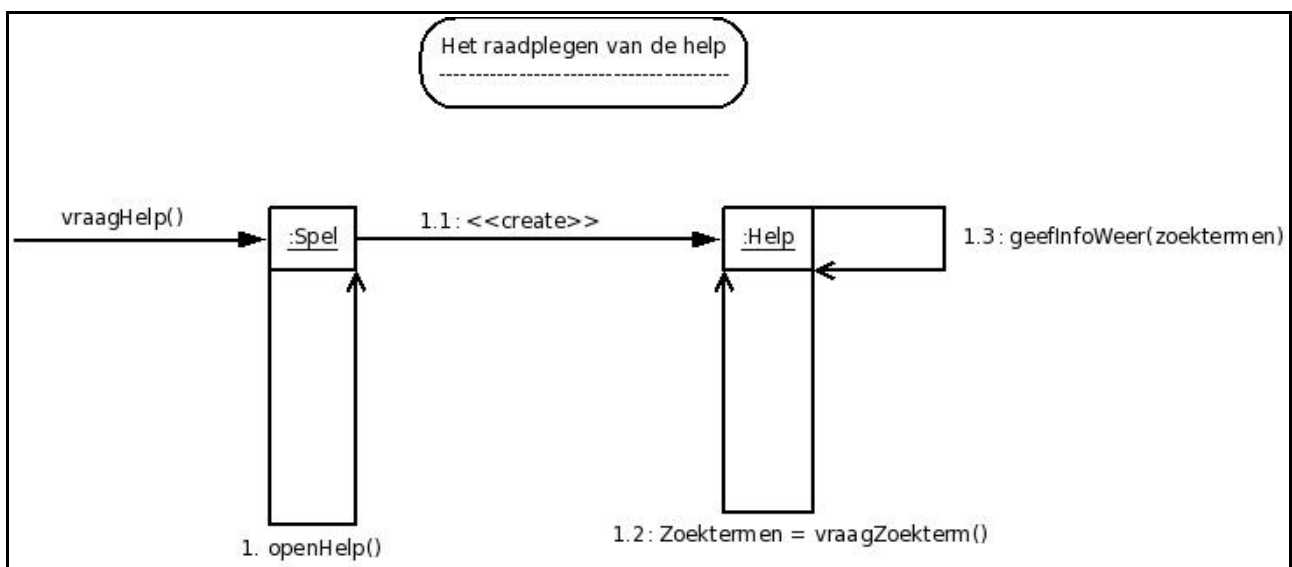 Het raadplegen van de help
vraagHelp()
:Spel
1.1: <<create>>
:Help
1.3: geefInfoWeer(zoektermen)
1. openHelp()
1.2: Zoektermen = vraagZoekterm()